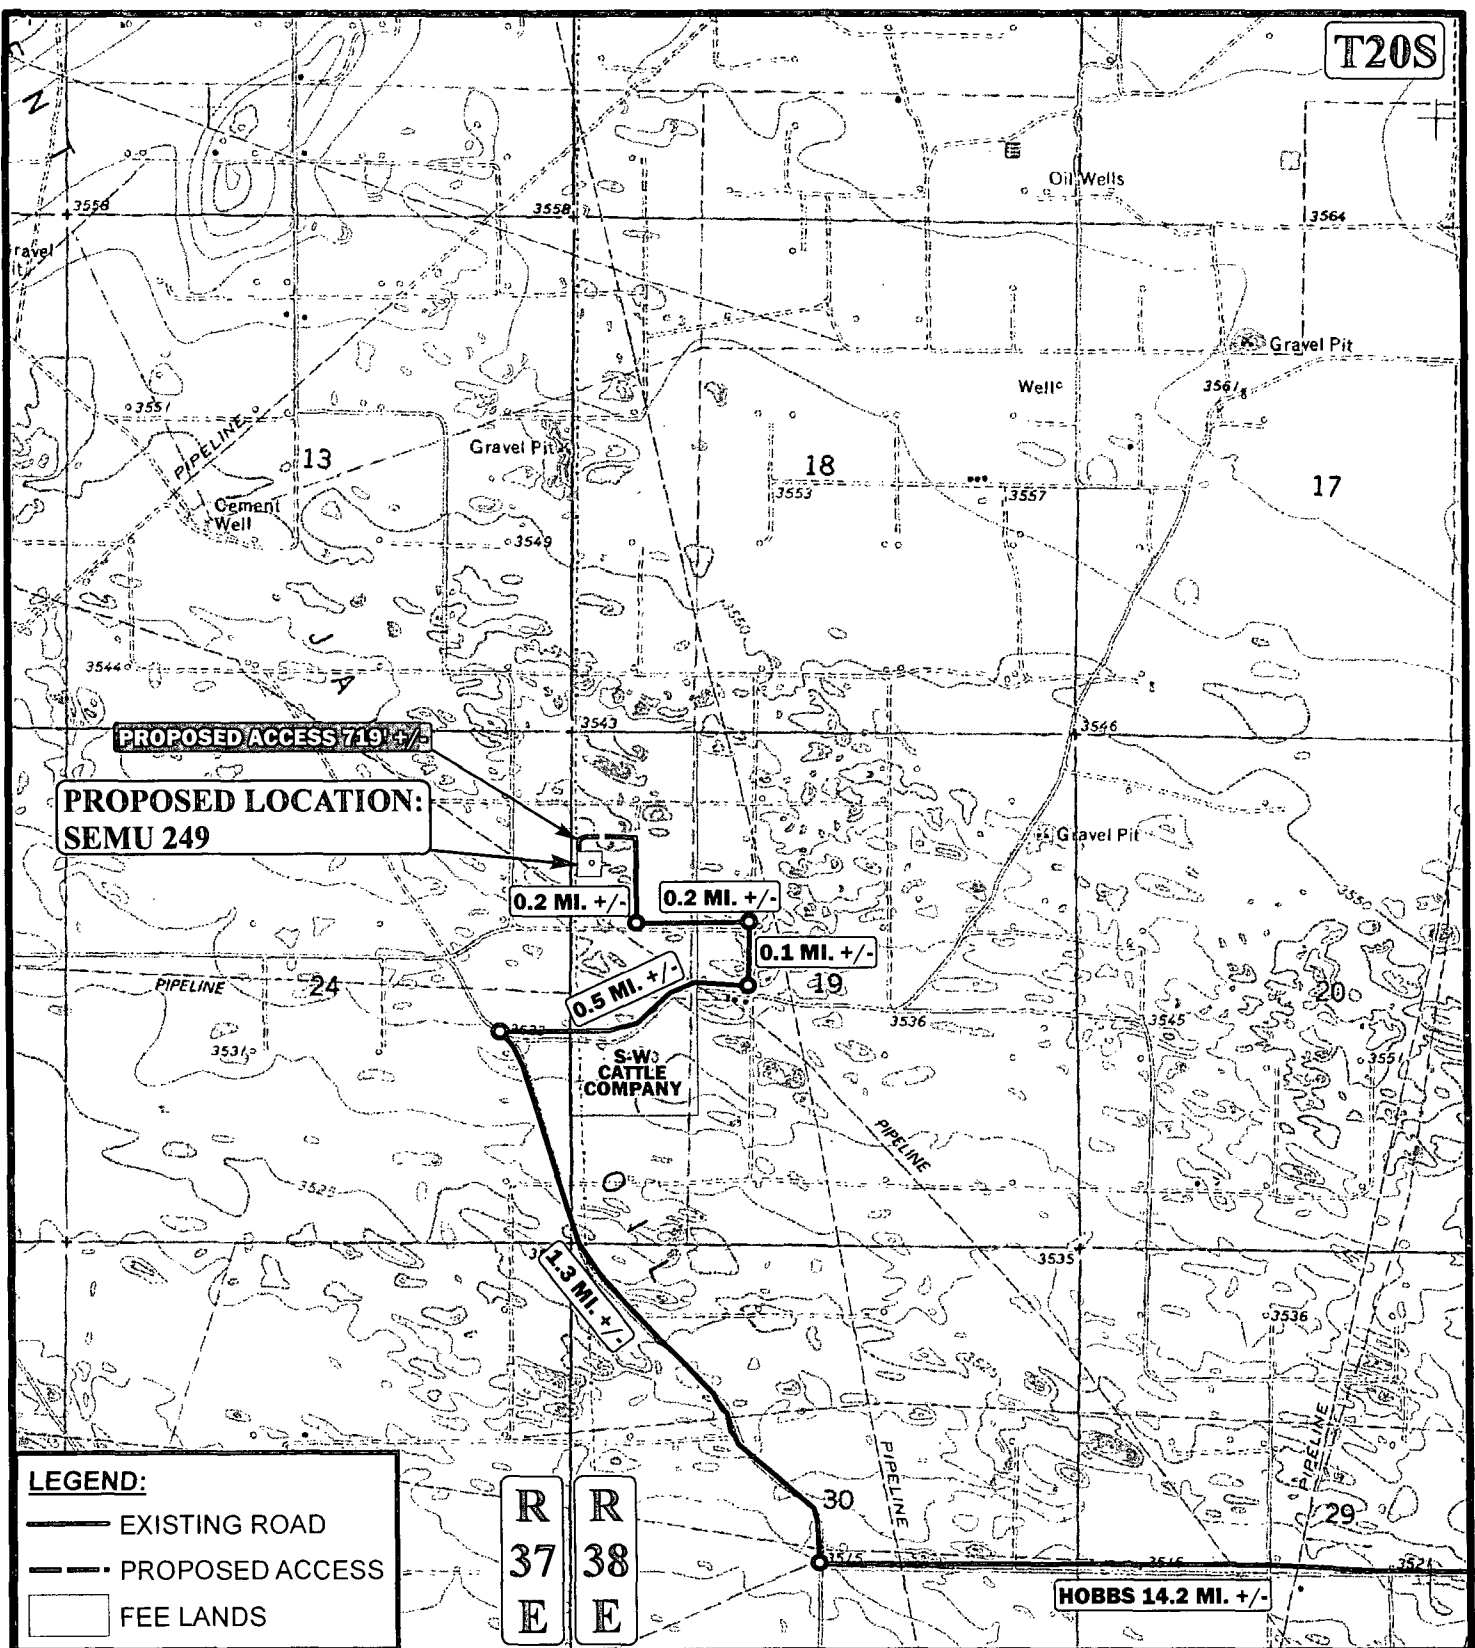 T20S
E
N
T
Oil Wells
3558
3558
3564
Gravel Pit
Well
3561
3551
PIPELINE
13
Gravel Pit
18
3553
3557
17
Cement
Well
3549
3550
J
3544
A
3543
3546
PROPOSED ACCESS 719' +/-
PROPOSED LOCATION:
SEMU 249
Gravel Pit
0.2 MI. +/-
0.2 MI. +/-
0.1 MI. +/-
3550
PIPELINE
24
0.5 MI. +/-
19
20
3536
3545
3531
3551
S-W
CATTLE
COMPANY
PIPELINE
O
3525
L
3535
1.3 MI. +/-
3536
PIPELINE
PIPELINE
30
29
3515
HOBBS 14.2 MI. +/-
LEGEND:
EXISTING ROAD
PROPOSED ACCESS
FEE LANDS
R
37
E
R
38
E